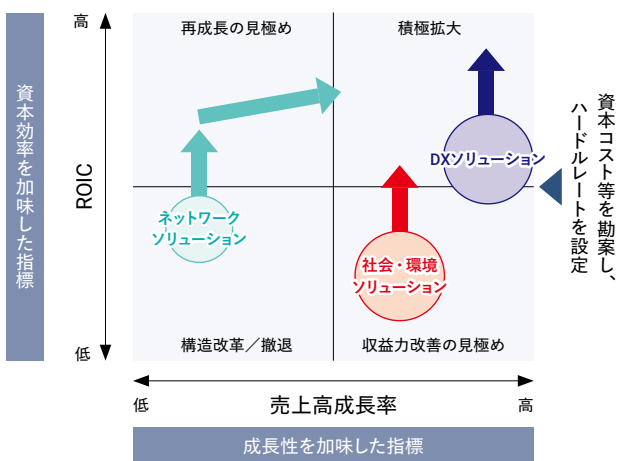 高
資本効率を加味した指標
ROIC
低
再成長の見極め
積極拡大
DXソリューション
ネットワーク
ソリューション
社会・環境
ソリューション
構造改革／撤退
収益力改善の見極め
資本コスト等を勘案し、
ハードルレートを設定
低
売上高成長率
高
成長性を加味した指標